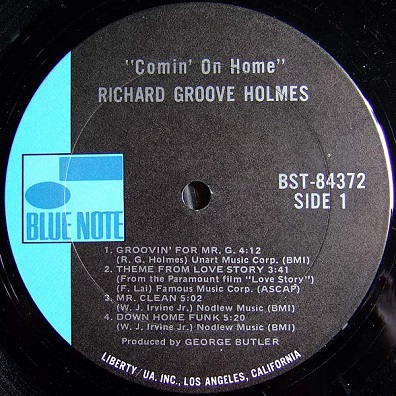 "Comin' On Home"
RICHARD GROOVE HOLMES
BST-84372
SIDE 1
BLUE NOTE
1. GROOVIN' FOR MR. G. 4:12
(R. G. Holmes) Unart Music Corp. (BMI)
2. THEME FROM LOVE STORY 3:41
(From the Paramount film "Love Story")
(F. Lai) Famous Music Corp. (ASCAP)
3. MR. CLEAN 5:02
(W. J. Irvine Jr.) Nodlew Music (BMI)
4. DOWN HOME FUNK 5:20
(W. J. Irvine Jr.) Nodlew Music (BMI)
Produced by GEORGE BUTLER
LIBERTY/UA. INC., LOS ANGELES, CALIFORNIA